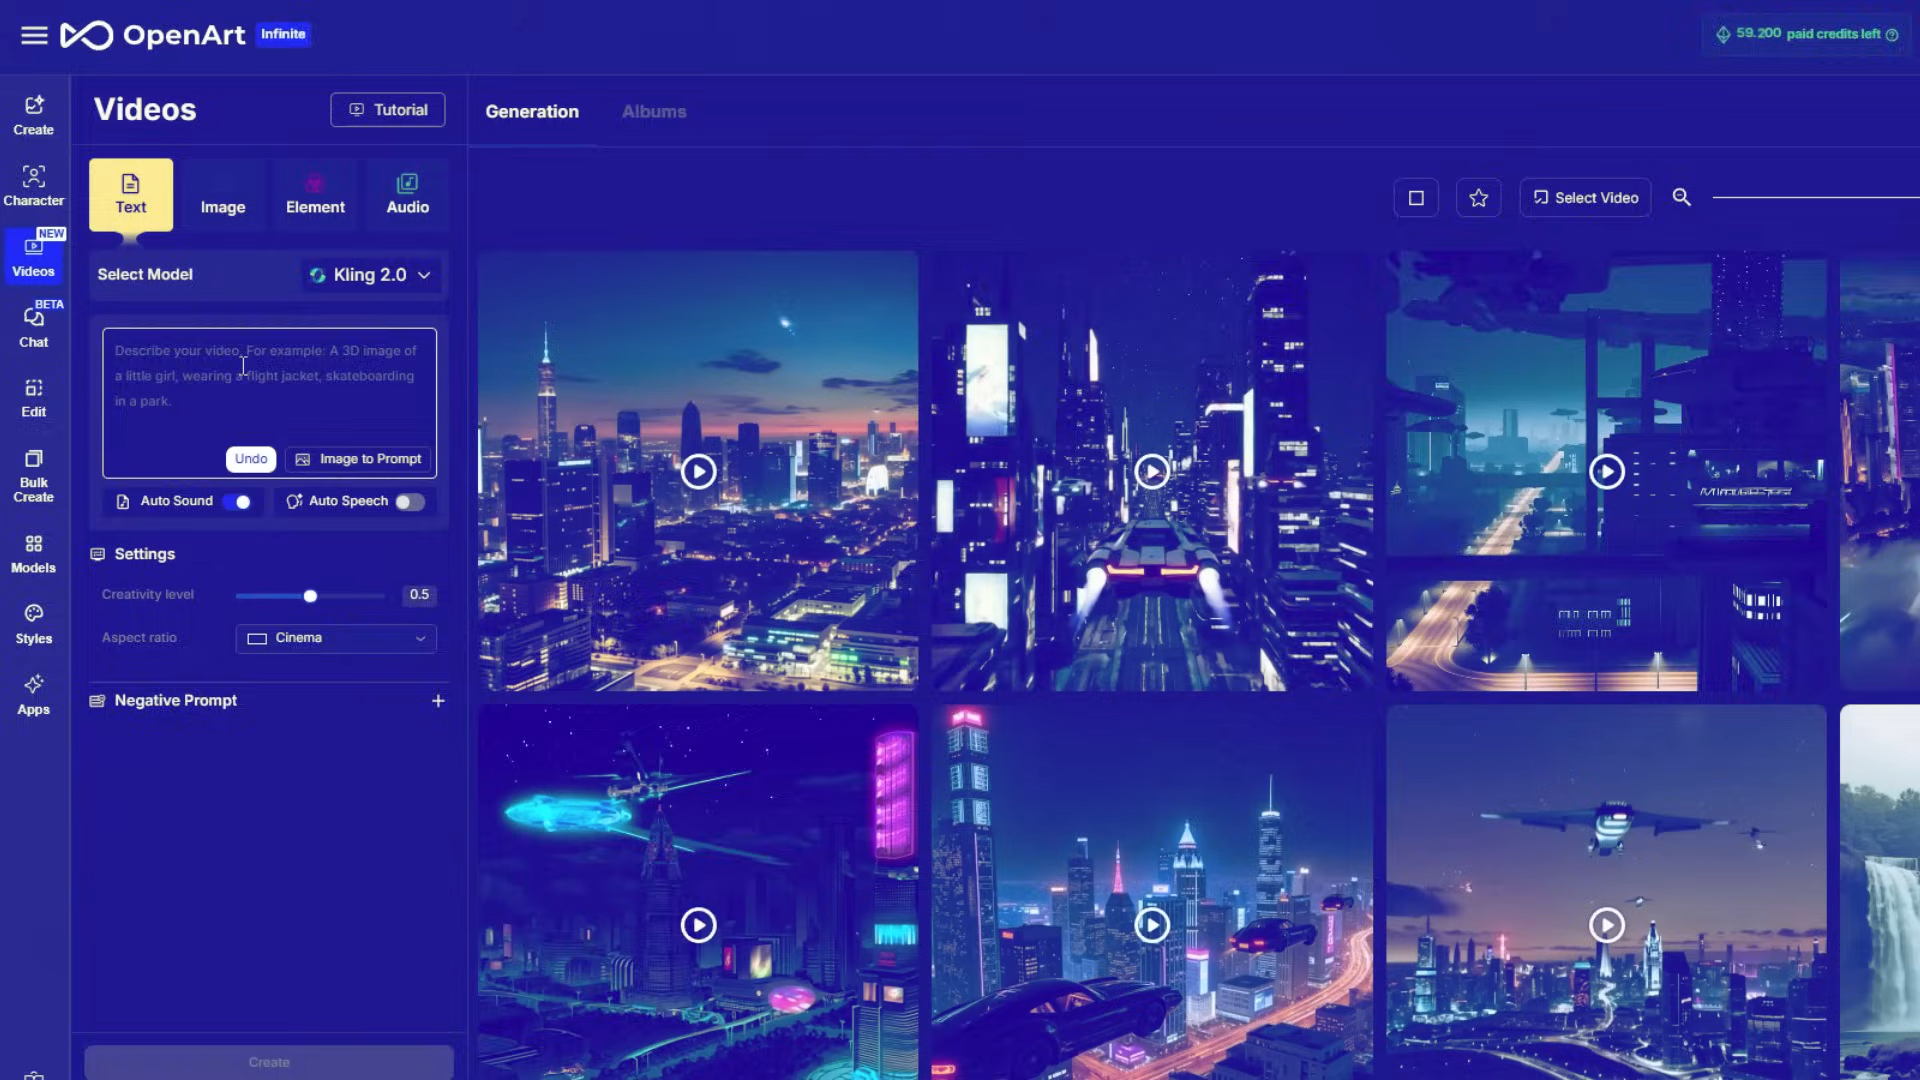 OpenArt
Infinite
59.200 paid credits left
Create
Character
NEW
Videos
BETA
Chat
Edit
Bulk
Create
Models
Styles
Apps
Videos
Tutorial
Text
Image
Element
Audio
Select Model
Kling 2.0
Describe your video. For example: A 3D image of
a little girl, wearing a flight jacket, skateboarding
in a park.
Undo
Image to Prompt
Auto Sound
Auto Speech
Settings
Creativity level
0.5
Aspect ratio
Cinema
Negative Prompt
Create
Generation
Albums
Select Video